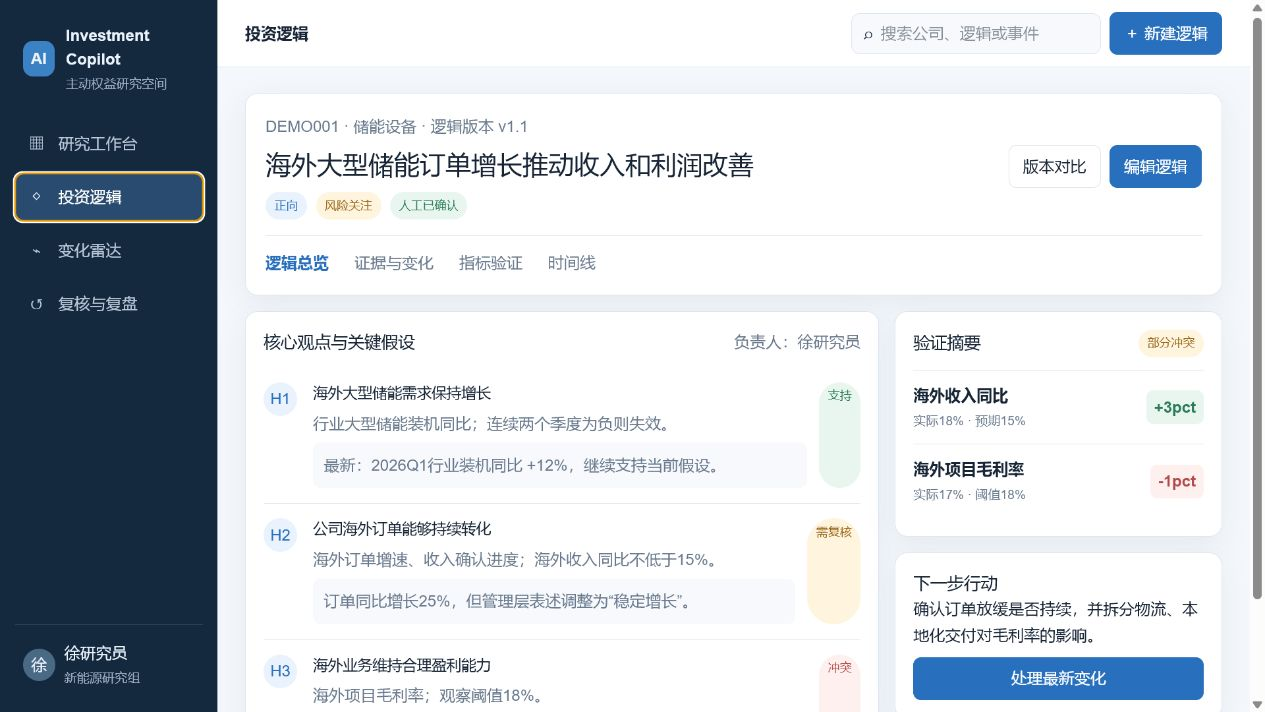 AI
Investment
Copilot
主动权益研究空间
研究工作台
投资逻辑
变化雷达
复核与复盘
徐
徐研究员
新能源研究组
投资逻辑
搜索公司、逻辑或事件
+ 新建逻辑
DEMO001 · 储能设备 · 逻辑版本 v1.1
海外大型储能订单增长推动收入和利润改善
正向 风险关注 人工已确认
版本对比
编辑逻辑
逻辑总览 证据与变化 指标验证 时间线
核心观点与关键假设
负责人：徐研究员
H1
海外大型储能需求保持增长
支持
行业大型储能装机同比；连续两个季度为负则失效。
最新：2026Q1行业装机同比 +12%，继续支持当前假设。
H2
公司海外订单能够持续转化
需复核
海外订单增速、收入确认进度；海外收入同比不低于15%。
订单同比增长25%，但管理层表述调整为“稳定增长”。
H3
海外业务维持合理盈利能力
冲突
海外项目毛利率；观察阈值18%。
验证摘要
部分冲突
海外收入同比
实际18% · 预期15%
+3pct
海外项目毛利率
实际17% · 阈值18%
-1pct
下一步行动
确认订单放缓是否持续，并拆分物流、本
地化交付对毛利率的影响。
处理最新变化